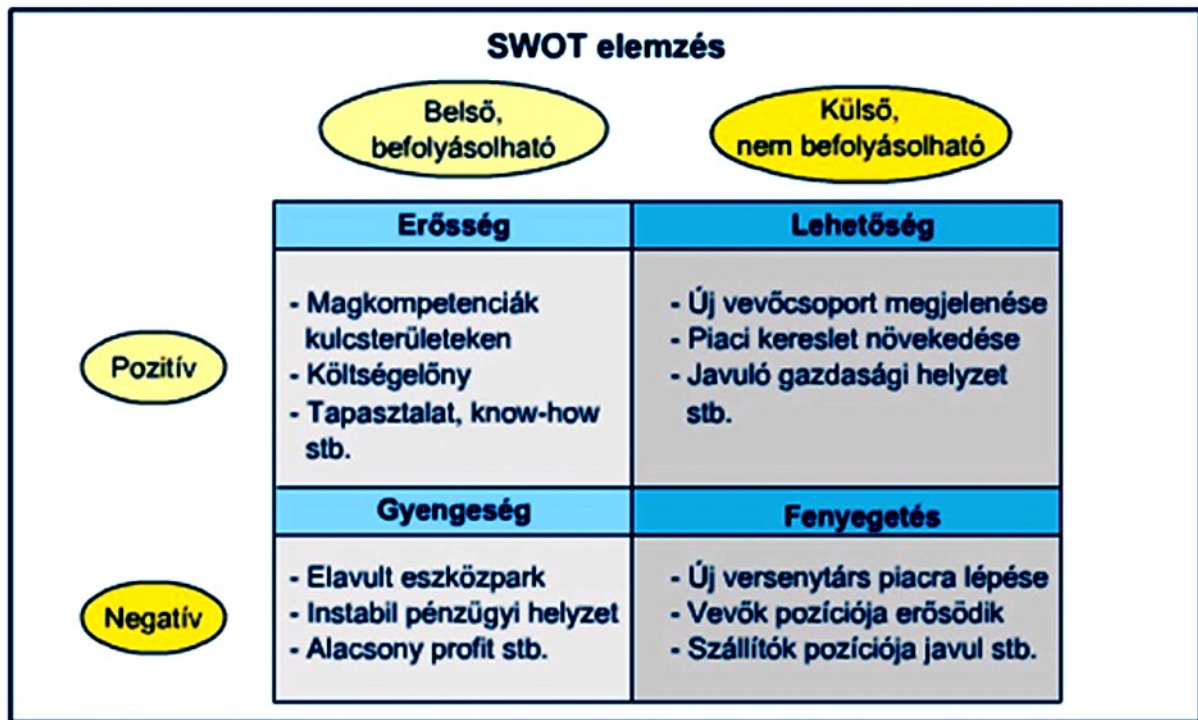 SWOT elemzés
Belső,
befolyásolható
Külső,
nem befolyásolható
Erősség
Lehetőség
Pozitív
- Magkompetenciák
kulcsterületeken
- Költségelőny
- Tapasztalat, know-how
stb.
- Új vevőcsoport megjelenése
- Piaci kereslet növekedése
- Javuló gazdasági helyzet
stb.
Gyengeség
Fenyegetés
Negatív
- Elavult eszközpark
- Instabil pénzügyi helyzet
- Alacsony profit stb.
- Új versenytárs piacra lépése
- Vevők pozíciója erősödik
- Szállítók pozíciója javul stb.